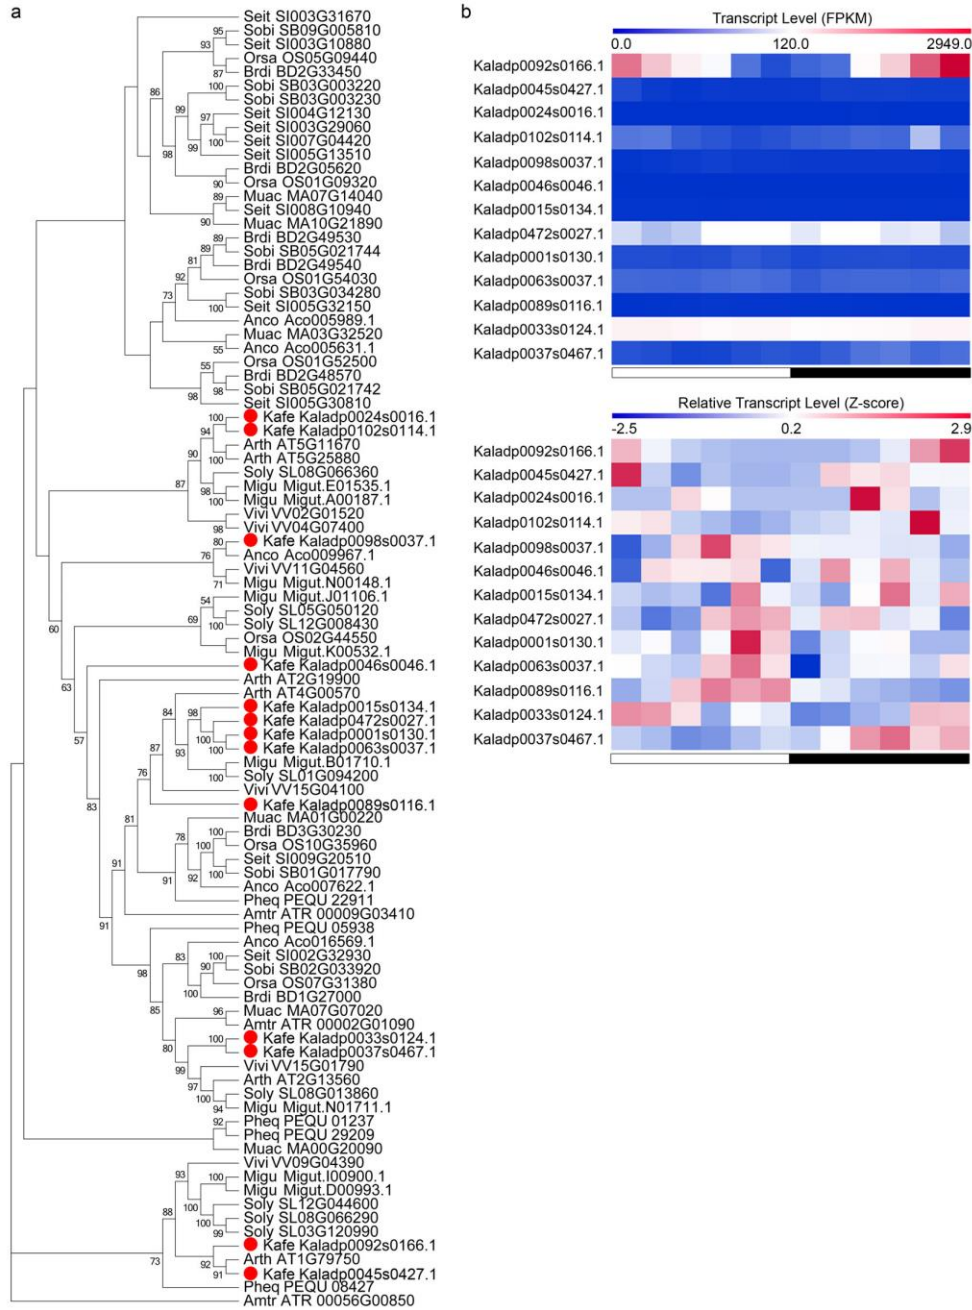 a
Seit SI003G31670
Sobi SB09G005810
Seit SI003G10880
Orsa OS05G09440
Brdi BD2G33450
Sobi SB03G003220
Sobi SB03G003230
Seit SI004G12130
Seit SI003G29060
Seit SI007G04420
Seit SI005G13510
Brdi BD2G05620
Orsa OS01G09320
Muac MA07G14040
Seit SI008G10940
Muac MA10G21890
Brdi BD2G49530
Sobi SB05G021744
Brdi BD2G49540
Orsa OS01G54030
Sobi SB03G034280
Seit SI005G32150
Anco Aco005989.1
Muac MA03G32520
Anco Aco005631.1
Orsa OS01G52500
Brdi BD2G48570
Sobi SB05G021742
Seit SI005G30810
Kafe Kaladp0024s0016.1
Kafe Kaladp0102s0114.1
Arth AT5G11670
Arth AT5G25880
Soly SL08G066360
Migu Migut.E01535.1
Migu Migut.A00187.1
Vivi VV02G01520
Vivi VV04G07400
Kafe Kaladp0098s0037.1
Anco Aco009967.1
Vivi VV11G04560
Migu Migut.N00148.1
Migu Migut.J01106.1
Soly SL05G050120
Soly SL12G008430
Orsa OS02G44550
Migu Migut.K00532.1
Kafe Kaladp0046s0046.1
Arth AT2G19900
Arth AT4G00570
Kafe Kaladp0015s0134.1
Kafe Kaladp0472s0027.1
Kafe Kaladp0001s0130.1
Kafe Kaladp0063s0037.1
Migu Migut.B01710.1
Soly SL01G094200
Vivi VV15G04100
Kafe Kaladp0089s0116.1
Muac MA01G00220
Brdi BD3G30230
Orsa OS10G35960
Seit SI009G20510
Sobi SB01G017790
Anco Aco007622.1
Pheq PEQU 22911
Amtr ATR 00009G03410
Pheq PEQU 05938
Anco Aco016569.1
Seit SI002G32930
Sobi SB02G033920
Orsa OS07G31380
Brdi BD1G27000
Muac MA07G07020
Amtr ATR 00002G01090
Kafe Kaladp0033s0124.1
Kafe Kaladp0037s0467.1
Vivi VV15G01790
Arth AT2G13560
Soly SL08G013860
Migu Migut.N01711.1
Pheq PEQU 01237
Pheq PEQU 29209
Muac MA00G20090
Vivi VV09G04390
Migu Migut.I00900.1
Migu Migut.D00993.1
Soly SL12G044600
Soly SL08G066290
Soly SL03G120990
Kafe Kaladp0092s0166.1
Arth AT1G79750
Kafe Kaladp0045s0427.1
Pheq PEQU 08427
Amtr ATR 00056G00850
95
93
87
86
100
99
97
99
100
98
90
89
90
89
89
81
92
73
100
55
55
98
98
100
94
90
100
87
98
100
98
80
76
71
60
54
69
100
63
57
84
98
87
93
100
100
100
76
83
81
78
100
100
100
92
91
91
91
98
83
100
90
100
100
85
96
80
100
99
97
100
94
92
93
100
100
88
100
99
73
92
91
b
Transcript Level (FPKM)
0.0 120.0 2949.0
Kaladp0092s0166.1
Kaladp0045s0427.1
Kaladp0024s0016.1
Kaladp0102s0114.1
Kaladp0098s0037.1
Kaladp0046s0046.1
Kaladp0015s0134.1
Kaladp0472s0027.1
Kaladp0001s0130.1
Kaladp0063s0037.1
Kaladp0089s0116.1
Kaladp0033s0124.1
Kaladp0037s0467.1
Relative Transcript Level (Z-score)
-2.5 0.2 2.9
Kaladp0092s0166.1
Kaladp0045s0427.1
Kaladp0024s0016.1
Kaladp0102s0114.1
Kaladp0098s0037.1
Kaladp0046s0046.1
Kaladp0015s0134.1
Kaladp0472s0027.1
Kaladp0001s0130.1
Kaladp0063s0037.1
Kaladp0089s0116.1
Kaladp0033s0124.1
Kaladp0037s0467.1